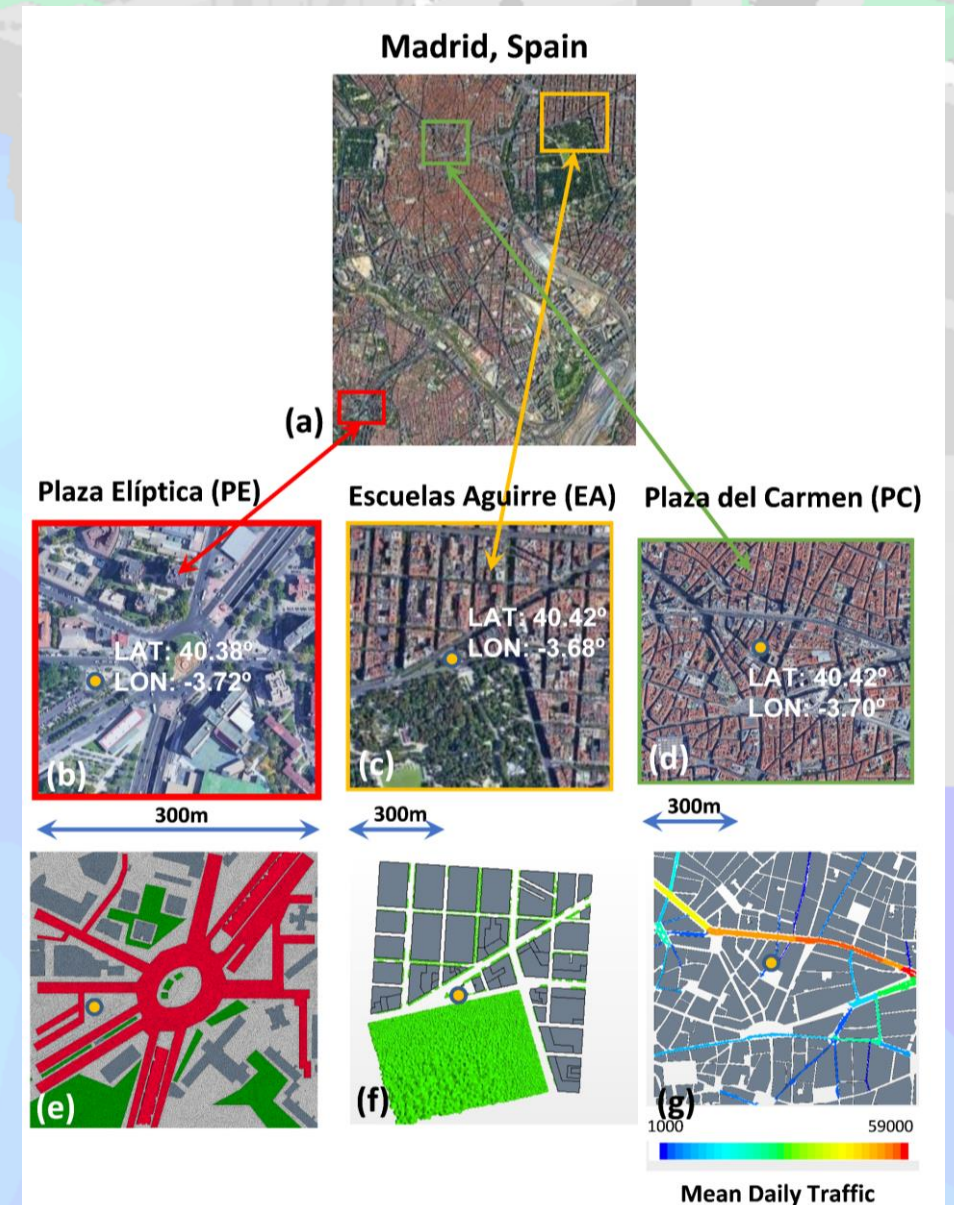 Madrid, Spain
(a)
Plaza Elíptica (PE)
Escuelas Aguirre (EA)
Plaza del Carmen (PC)
LAT: 40.38º
LON: -3.72º
(b)
LAT: 40.42º
LON: -3.68º
(c)
LAT: 40.42º
LON: -3.70º
(d)
300m
300m
300m
(e)
(f)
(g)
1000
59000
Mean Daily Traffic